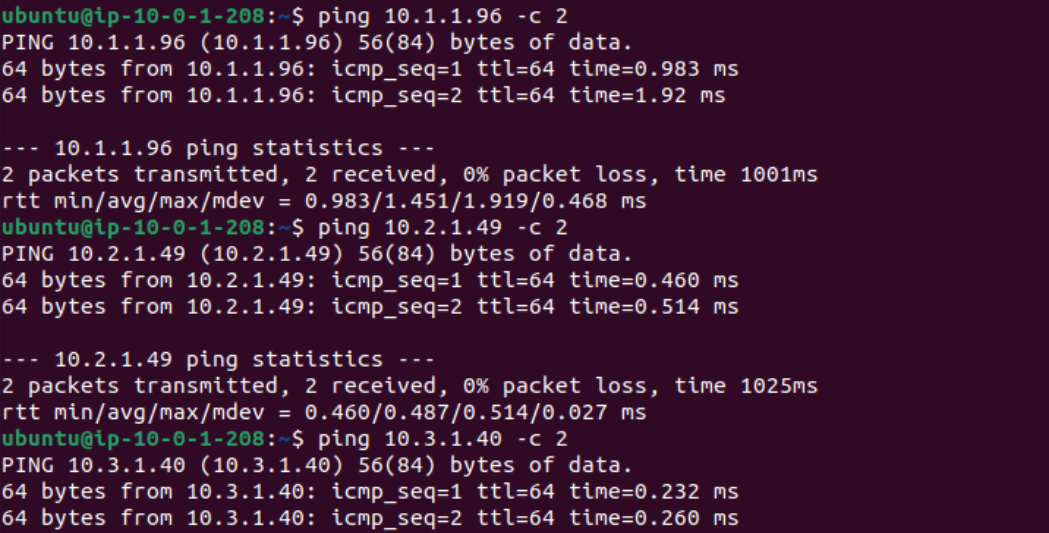 ubuntu@ip-10-0-1-208:~$ ping 10.1.1.96 -c 2
PING 10.1.1.96 (10.1.1.96) 56(84) bytes of data.
64 bytes from 10.1.1.96: icmp_seq=1 ttl=64 time=0.983 ms
64 bytes from 10.1.1.96: icmp_seq=2 ttl=64 time=1.92 ms

--- 10.1.1.96 ping statistics ---
2 packets transmitted, 2 received, 0% packet loss, time 1001ms
rtt min/avg/max/mdev = 0.983/1.451/1.919/0.468 ms
ubuntu@ip-10-0-1-208:~$ ping 10.2.1.49 -c 2
PING 10.2.1.49 (10.2.1.49) 56(84) bytes of data.
64 bytes from 10.2.1.49: icmp_seq=1 ttl=64 time=0.460 ms
64 bytes from 10.2.1.49: icmp_seq=2 ttl=64 time=0.514 ms

--- 10.2.1.49 ping statistics ---
2 packets transmitted, 2 received, 0% packet loss, time 1025ms
rtt min/avg/max/mdev = 0.460/0.487/0.514/0.027 ms
ubuntu@ip-10-0-1-208:~$ ping 10.3.1.40 -c 2
PING 10.3.1.40 (10.3.1.40) 56(84) bytes of data.
64 bytes from 10.3.1.40: icmp_seq=1 ttl=64 time=0.232 ms
64 bytes from 10.3.1.40: icmp_seq=2 ttl=64 time=0.260 ms